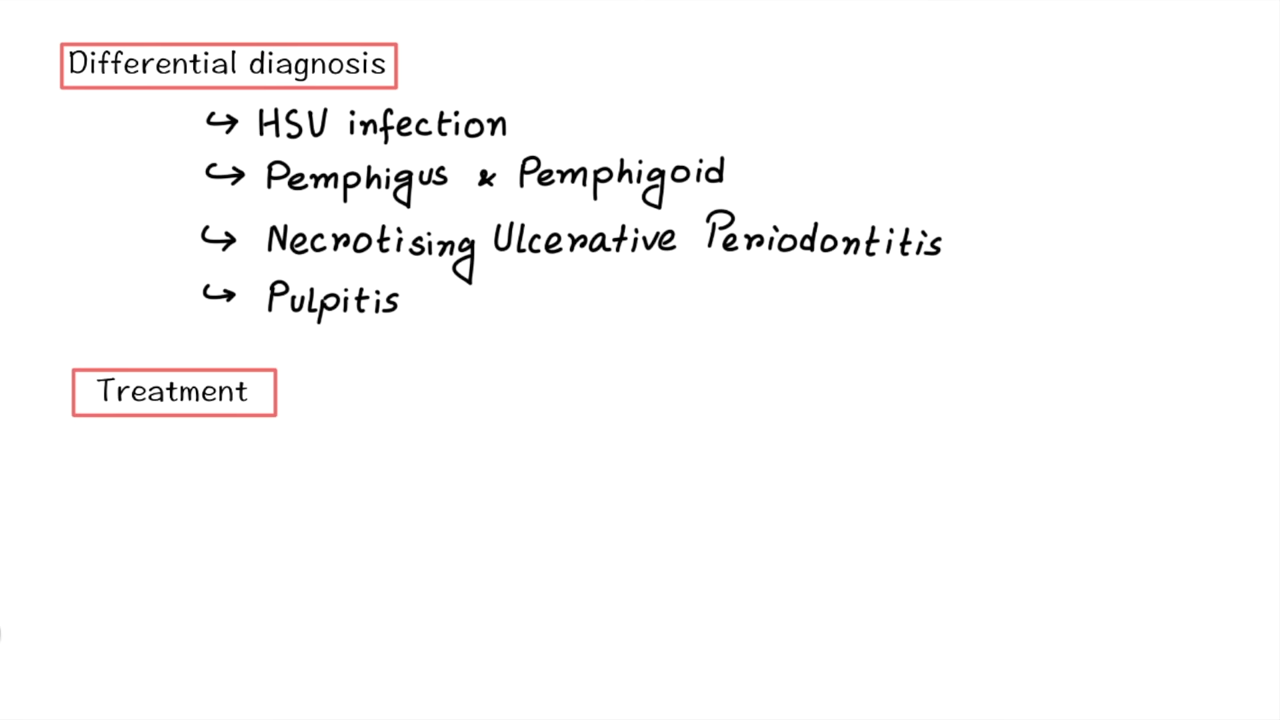 Differential diagnosis
↪ HSV infection
↪ Pemphigus & Pemphigoid
↪ Necrotising Ulcerative Periodontitis
↪ Pulpitis
Treatment